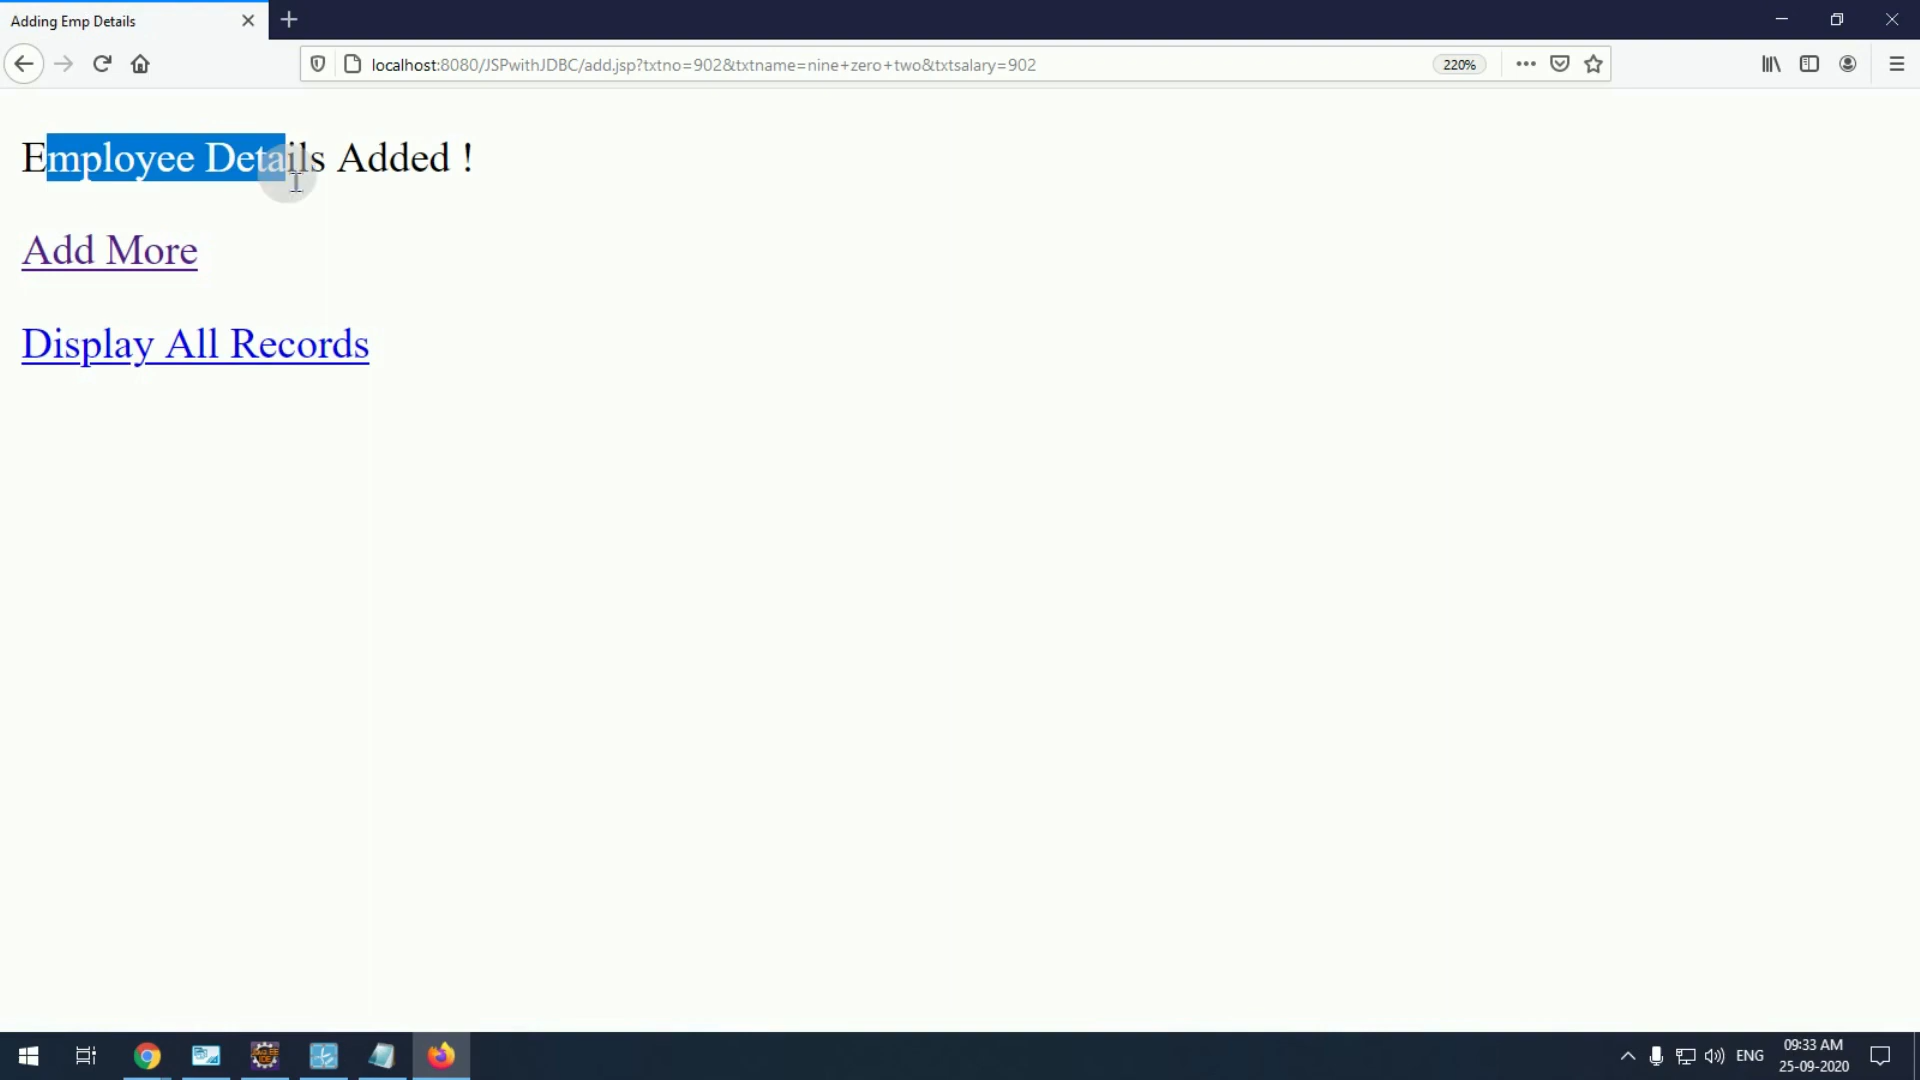 Adding Emp Details
localhost:8080/JSPwithJDBC/add.jsp?txtno=902&txtname=nine+zero+two&txtsalary=902
220%
Employee Details Added !
Add More
Display All Records
ENG
09:33 AM
25-09-2020